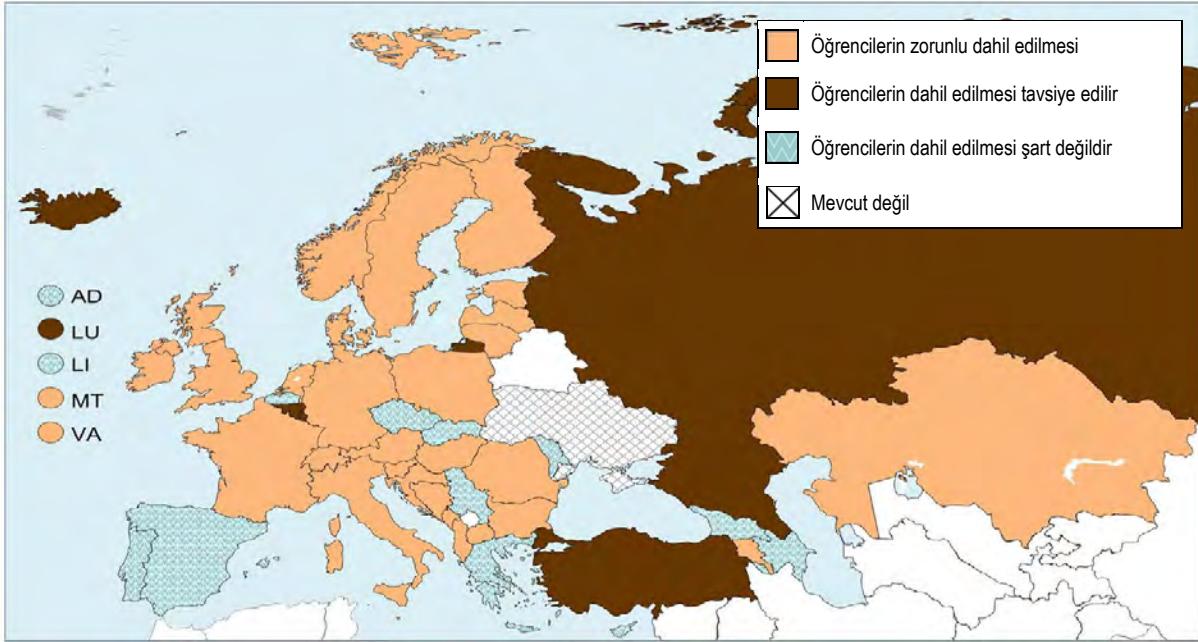 Öğrencilerin zorunlu dahil edilmesi
Öğrencilerin dahil edilmesi tavsiye edilir
Öğrencilerin dahil edilmesi şart değildir
Mevcut değil
AD
LU
LI
MT
VA